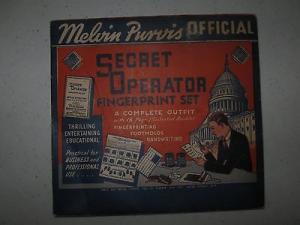 Melvin Purvis OFFICIAL
SECRET
OPERATOR
FINGERPRINT SET
A COMPLETE OUTFIT
FINGERPRINTING
HANDWRITING
THRILLING
ENTERTAINING
EDUCATIONAL
Practical for
BUSINESS and
PROFESSIONAL
USE